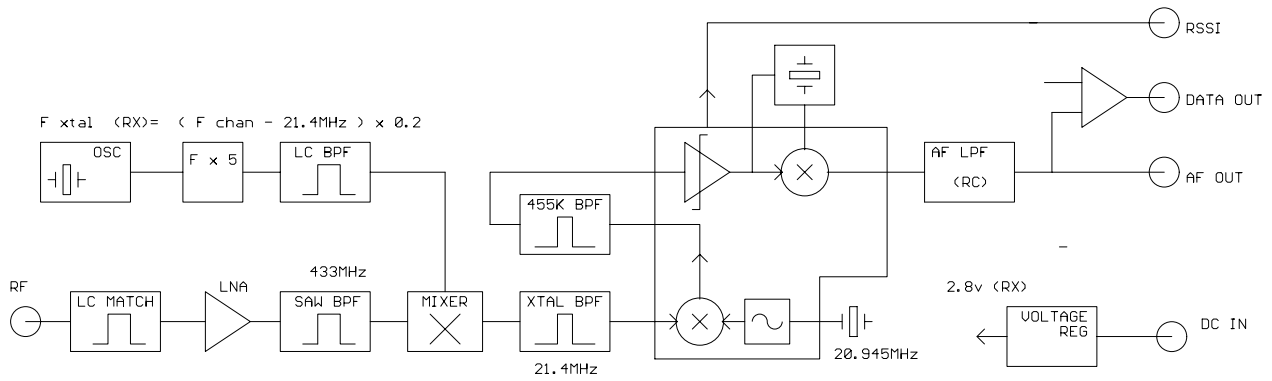 RSSI
DATA OUT
F xtal (RX)= ( F chan - 21.4MHz ) x 0.2
OSC
F x 5
LC BPF
AF LPF
(RC)
AF OUT
455K BPF
433MHz
RF
LNA
2.8v (RX)
LC MATCH
SAW BPF
MIXER
XTAL BPF
VOLTAGE
REG
DC IN
20.945MHz
21.4MHz